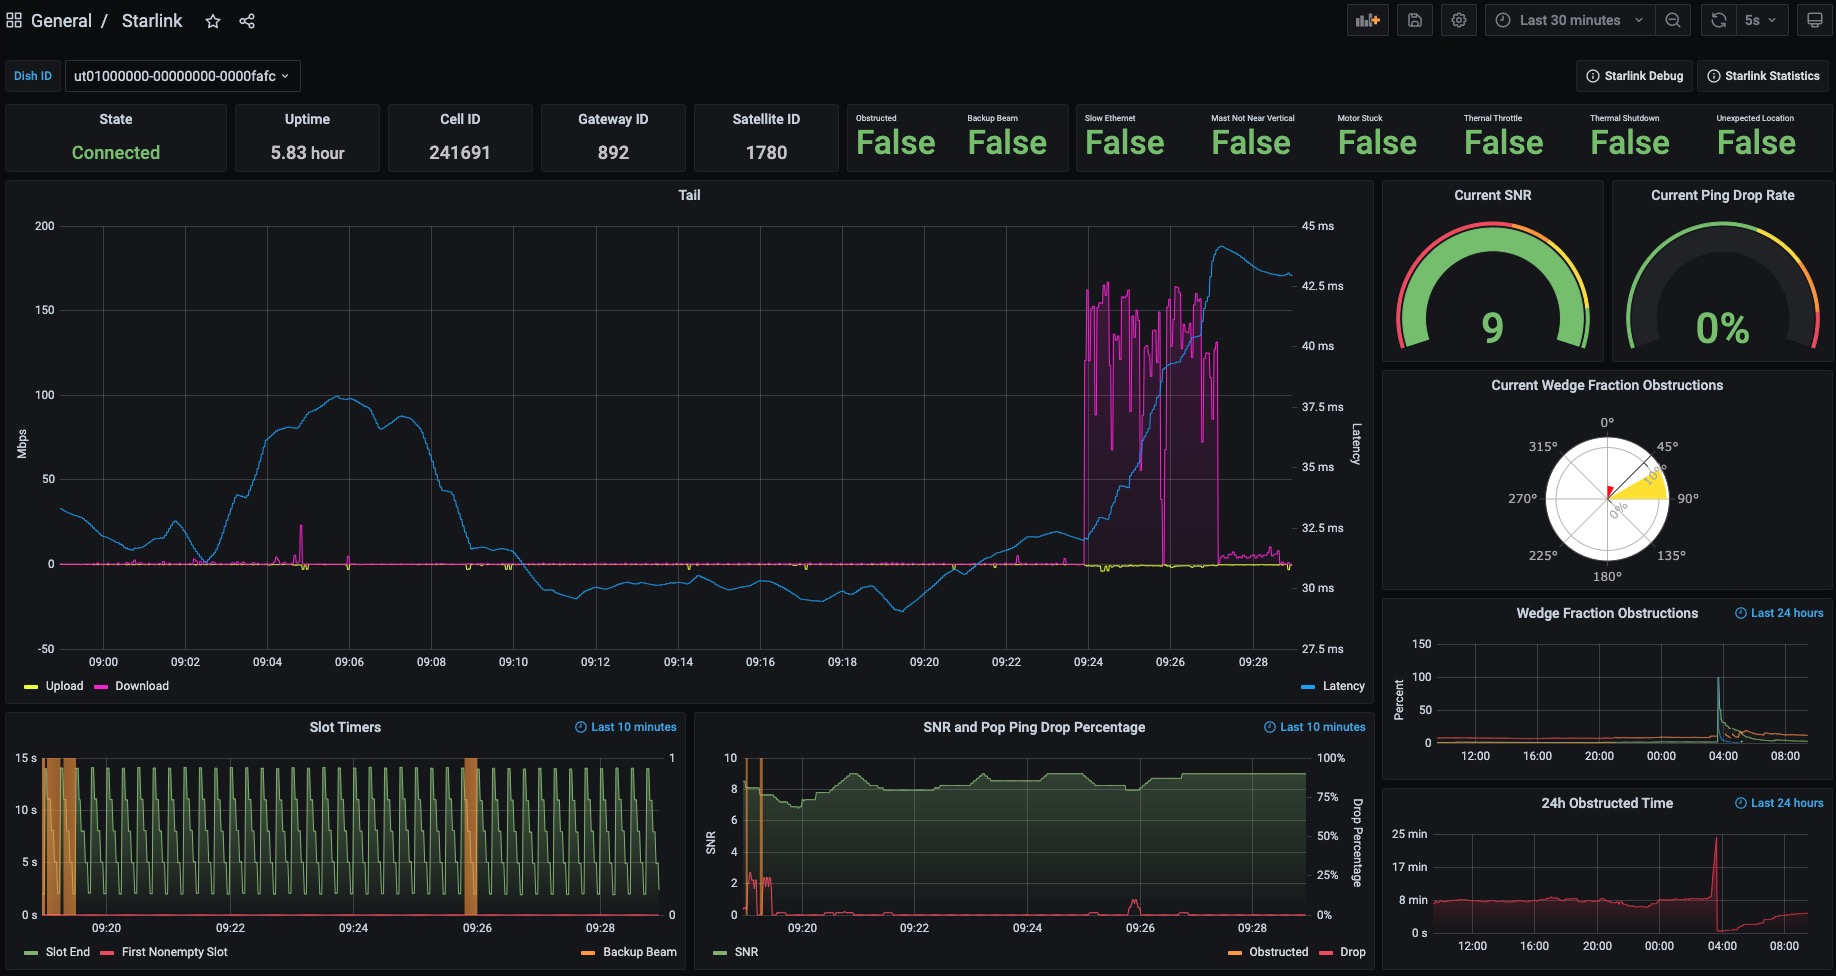 General / Starlink
Last 30 minutes
5s
Dish ID
ut01000000-00000000-0000fafc
Starlink Debug
Starlink Statistics
State
Connected
Uptime
5.83 hour
Cell ID
241691
Gateway ID
892
Satellite ID
1780
Obstructed
False
Backup Beam
False
Slow Ethernet
False
Mast Not Near Vertical
False
Motor Stuck
False
Thernal Throttle
False
Thermal Shutdown
False
Unexpected Location
False
Tail
200
150
100
50
0
-50
Mbps
45 ms
42.5 ms
40 ms
37.5 ms
35 ms
32.5 ms
30 ms
27.5 ms
Latency
09:00 09:02 09:04 09:06 09:08 09:10 09:12 09:14 09:16 09:18 09:20 09:22 09:24 09:26 09:28
Upload Download
Latency
Current SNR
9
Current Ping Drop Rate
0%
Current Wedge Fraction Obstructions
0°
45°
90°
135°
180°
225°
270°
315°
10%
0%
Wedge Fraction Obstructions
Last 24 hours
150
100
50
0
Percent
12:00 16:00 20:00 00:00 04:00 08:00
Slot Timers
Last 10 minutes
15 s
10 s
5 s
0 s
1
0
09:20 09:22 09:24 09:26 09:28
Slot End First Nonempty Slot
Backup Beam
SNR and Pop Ping Drop Percentage
Last 10 minutes
10
8
6
4
2
0
SNR
100%
75%
50%
25%
0%
Drop Percentage
09:20 09:22 09:24 09:26 09:28
SNR
Obstructed Drop
24h Obstructed Time
Last 24 hours
25 min
17 min
8 min
0 s
12:00 16:00 20:00 00:00 04:00 08:00